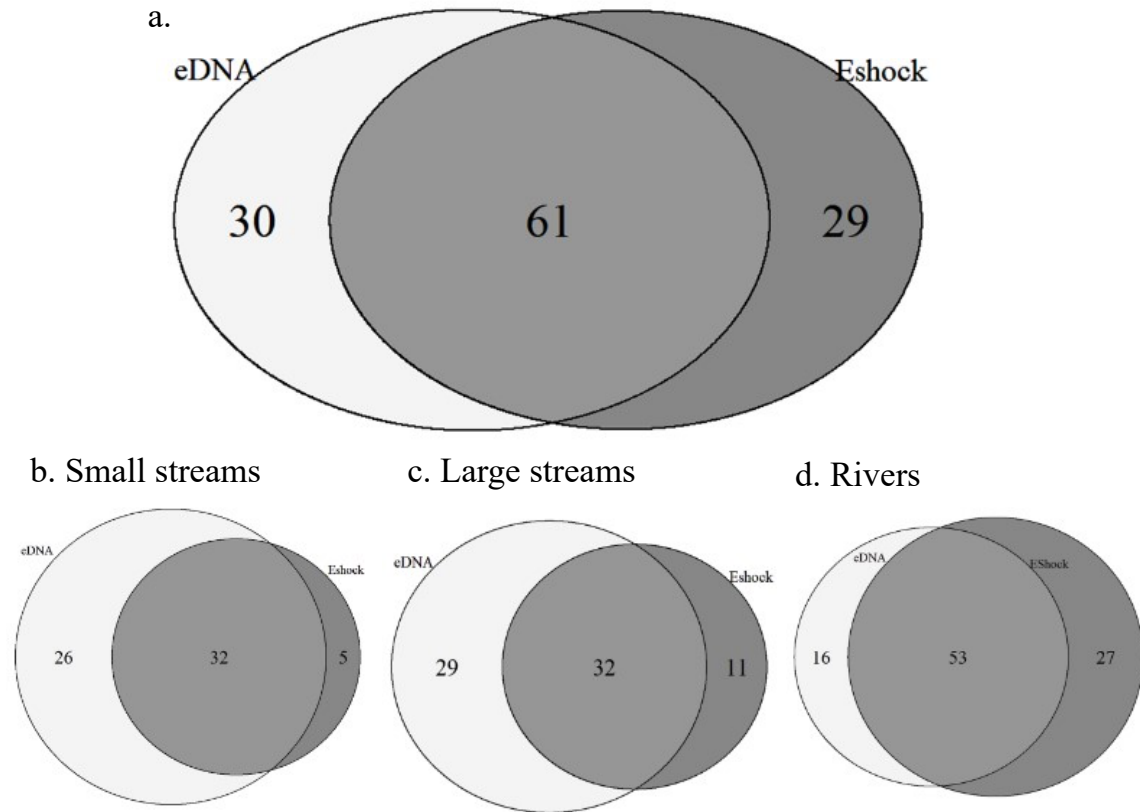 a.
eDNA
Eshock
30
61
29
b. Small streams
c. Large streams
d. Rivers
eDNA
Eshock
26
32
5
eDNA
Eshock
29
32
11
eDNA
EShock
16
53
27